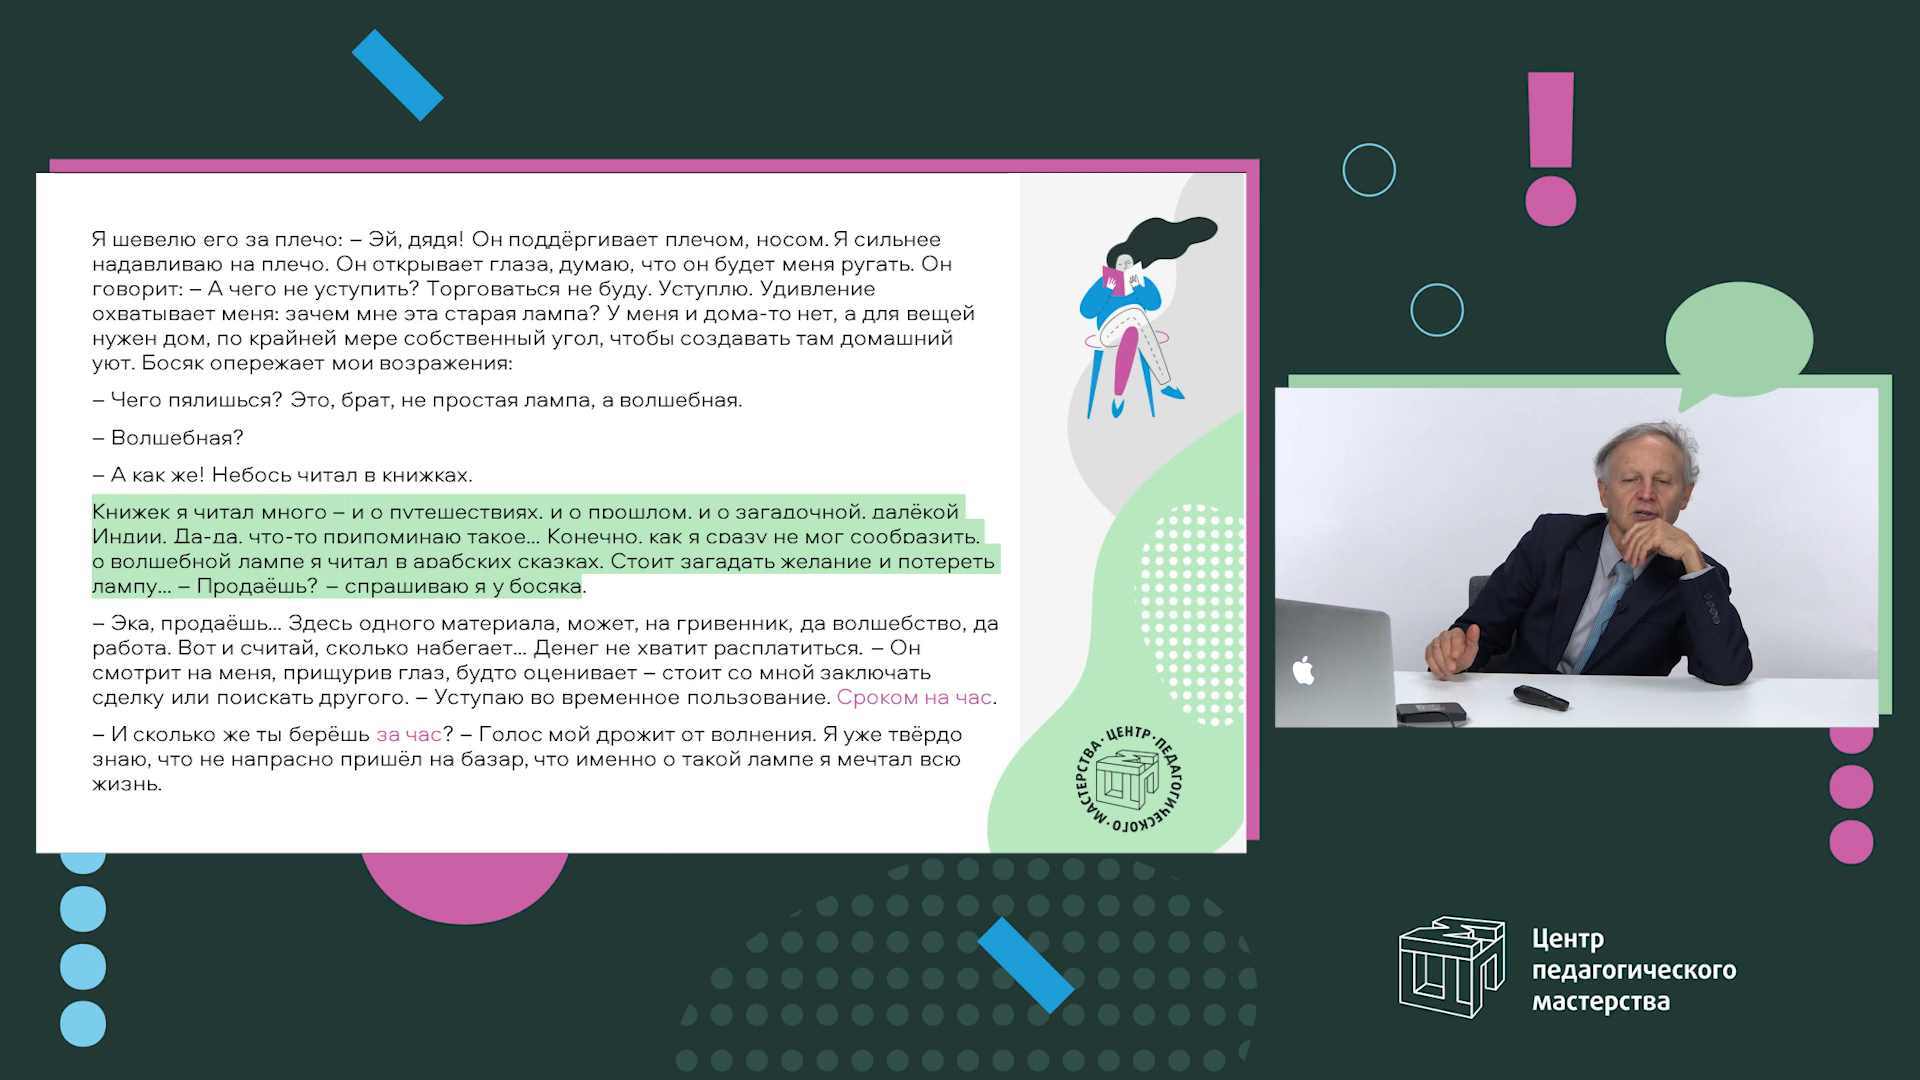 Я шевелю его за плечо: – Эй, дядя! Он поддёргивает плечом, носом. Я сильнее
надавливаю на плечо. Он открывает глаза, думаю, что он будет меня ругать. Он
говорит: – А чего не уступить? Торговаться не буду. Уступлю. Удивление
охватывает меня: зачем мне эта старая лампа? У меня и дома-то нет, а для вещей
нужен дом, по крайней мере собственный угол, чтобы создавать там домашний
уют. Босяк опережает мои возражения:
– Чего пялишься? Это, брат, не простая лампа, а волшебная.
– Волшебная?
– А как же! Небось читал в книжках.
Книжек я читал много – и о путешествиях, и о прошлом, и о загадочной, далёкой
Индии. Да-да, что-то припоминаю такое... Конечно, как я сразу не мог сообразить,
о волшебной лампе я читал в арабских сказках. Стоит загадать желание и потереть
лампу... – Продаёшь? – спрашиваю я у босяка.
– Эка, продаёшь... Здесь одного материала, может, на гривенник, да волшебство, да
работа. Вот и считай, сколько набегает... Денег не хватит расплатиться. – Он
смотрит на меня, прищурив глаз, будто оценивает – стоит со мной заключать
сделку или поискать другого. – Уступаю во временное пользование. Сроком на час.
– И сколько же ты берёшь за час? – Голос мой дрожит от волнения. Я уже твёрдо
знаю, что не напрасно пришёл на базар, что именно о такой лампе я мечтал всю
жизнь.
ЦЕНТР · ПЕДАГОГИЧЕСКОГО · МАСТЕРСТВА ·
Центр
педагогического
мастерства